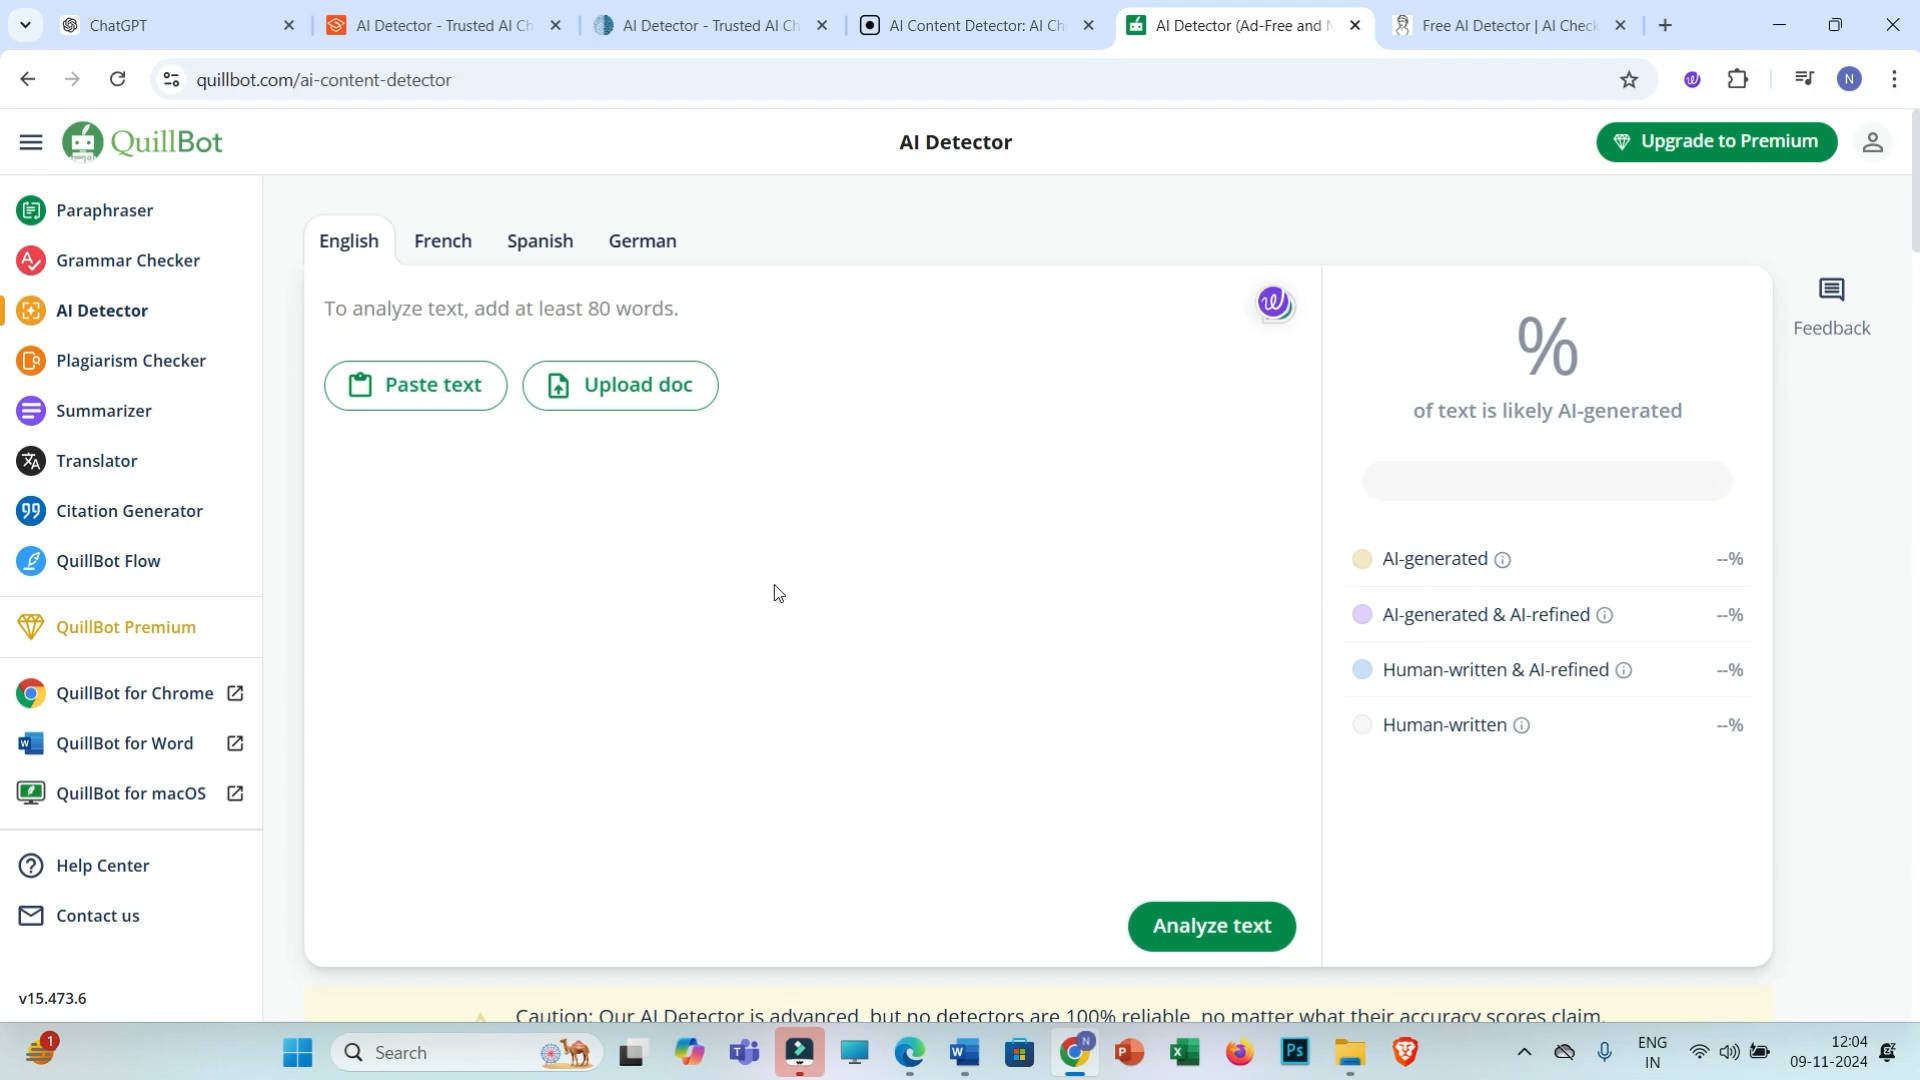 ChatGPT
AI Detector - Trusted AI Ch
AI Detector - Trusted AI Ch
AI Content Detector: AI Ch
AI Detector (Ad-Free and N
Free AI Detector | AI Check
quillbot.com/ai-content-detector
N
QuillBot
AI Detector
Upgrade to Premium
Paraphraser
Grammar Checker
AI Detector
Plagiarism Checker
Summarizer
Translator
Citation Generator
QuillBot Flow
QuillBot Premium
QuillBot for Chrome
QuillBot for Word
QuillBot for macOS
Help Center
Contact us
v15.473.6
English French Spanish German
To analyze text, add at least 80 words.
Paste text
Upload doc
Analyze text
%
of text is likely AI-generated
AI-generated --%
AI-generated & AI-refined --%
Human-written & AI-refined --%
Human-written --%
Feedback
Caution: Our AI Detector is advanced, but no detectors are 100% reliable, no matter what their accuracy scores claim.
1
Search
ENG
IN
12:04
09-11-2024